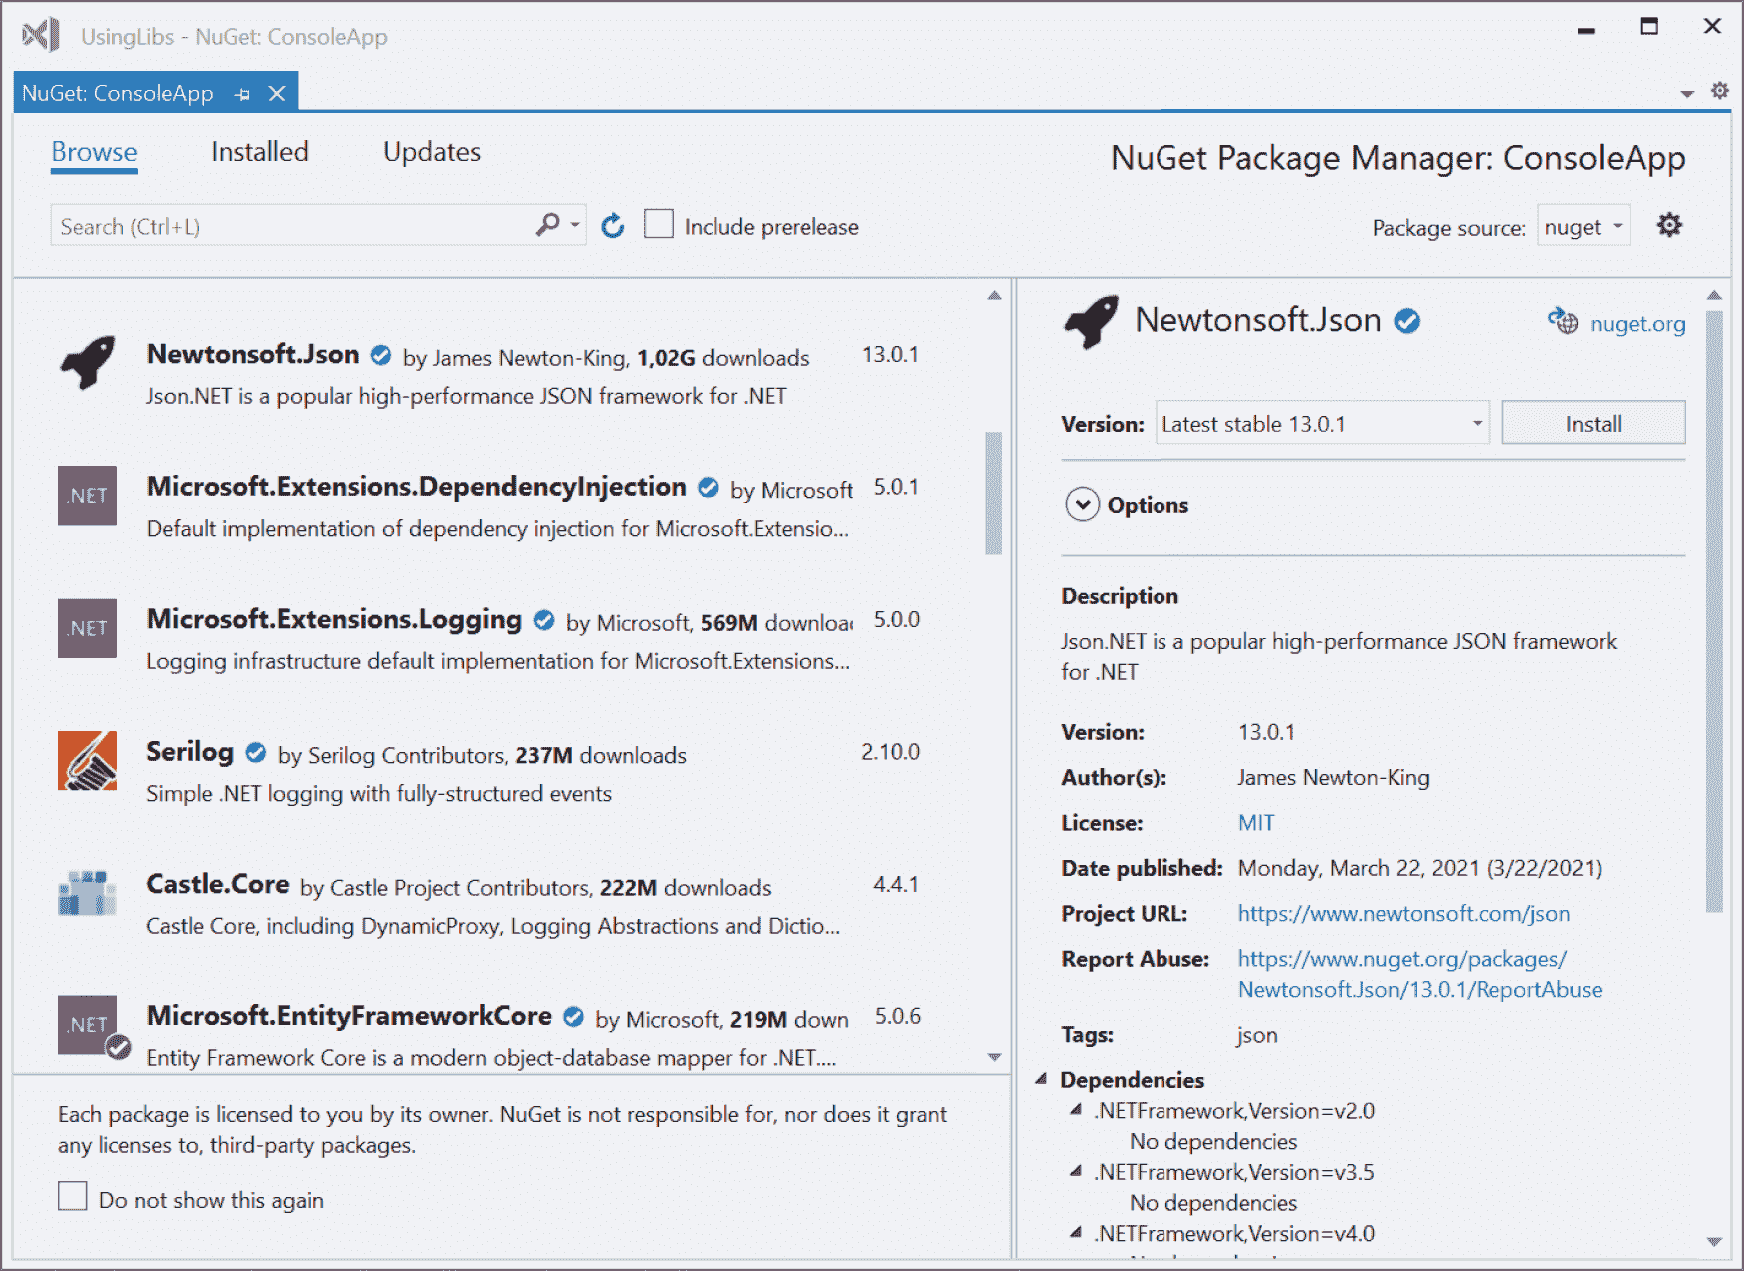 UsingLibs - NuGet: ConsoleApp
NuGet: ConsoleApp
Browse Installed Updates
NuGet Package Manager: ConsoleApp
Search (Ctrl+L)
Include prerelease
Package source: nuget
Newtonsoft.Json by James Newton-King, 1,02G downloads 13.0.1
Json.NET is a popular high-performance JSON framework for .NET
.NET
Microsoft.Extensions.DependencyInjection by Microsoft 5.0.1
Default implementation of dependency injection for Microsoft.Extensio...
.NET
Microsoft.Extensions.Logging by Microsoft, 569M downloa 5.0.0
Logging infrastructure default implementation for Microsoft.Extensions...
Serilog by Serilog Contributors, 237M downloads 2.10.0
Simple .NET logging with fully-structured events
Castle.Core by Castle Project Contributors, 222M downloads 4.4.1
Castle Core, including DynamicProxy, Logging Abstractions and Dictio...
.NET
Microsoft.EntityFrameworkCore by Microsoft, 219M down 5.0.6
Entity Framework Core is a modern object-database mapper for .NET....
Each package is licensed to you by its owner. NuGet is not responsible for, nor does it grant
any licenses to, third-party packages.
Do not show this again
Newtonsoft.Json
nuget.org
Version: Latest stable 13.0.1 Install
Options
Description
Json.NET is a popular high-performance JSON framework
for .NET
Version: 13.0.1
Author(s): James Newton-King
License: MIT
Date published: Monday, March 22, 2021 (3/22/2021)
Project URL: https://www.newtonsoft.com/json
Report Abuse: https://www.nuget.org/packages/
Newtonsoft.Json/13.0.1/ReportAbuse
Tags: json
Dependencies
.NETFramework,Version=v2.0
No dependencies
.NETFramework,Version=v3.5
No dependencies
.NETFramework,Version=v4.0